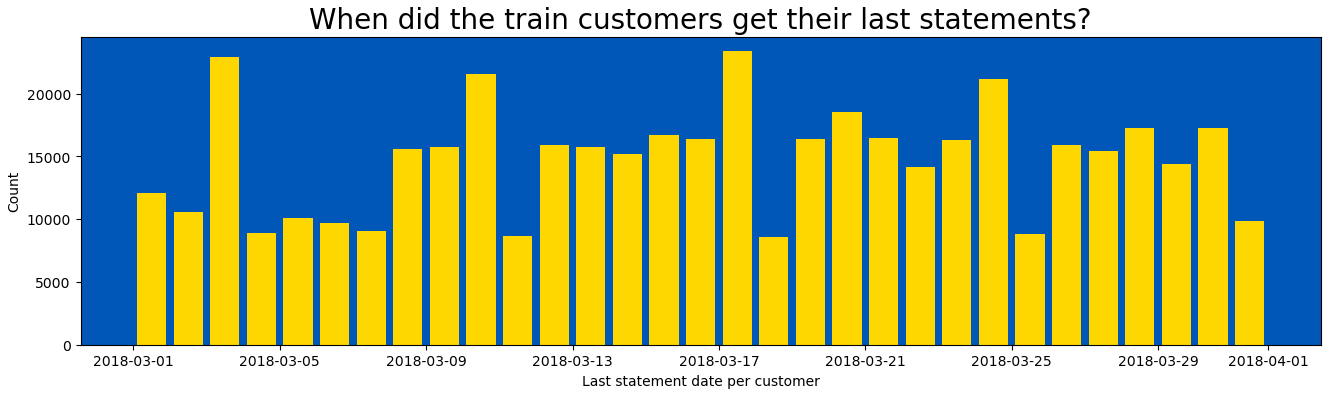 When did the train customers get their last statements?
Count
20000
15000
10000
5000
0
2018-03-01 2018-03-05 2018-03-09 2018-03-13 2018-03-17 2018-03-21 2018-03-25 2018-03-29 2018-04-01
Last statement date per customer